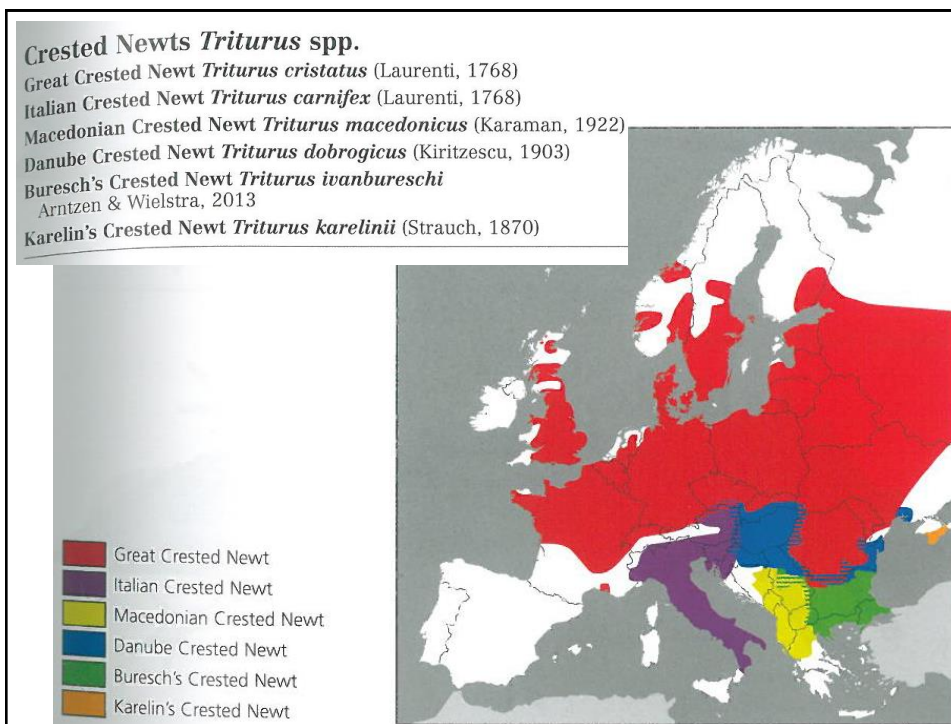 Crested Newts Triturus spp.
Great Crested Newt Triturus cristatus (Laurenti, 1768)
Italian Crested Newt Triturus carnifex (Laurenti, 1768)
Macedonian Crested Newt Triturus macedonicus (Karaman, 1922)
Danube Crested Newt Triturus dobrogicus (Kiritzescu, 1903)
Buresch's Crested Newt Triturus ivanbureschi
Arntzen & Wielstra, 2013
Karelin's Crested Newt Triturus karelinii (Strauch, 1870)
Great Crested Newt
Italian Crested Newt
Macedonian Crested Newt
Danube Crested Newt
Buresch's Crested Newt
Karelin's Crested Newt